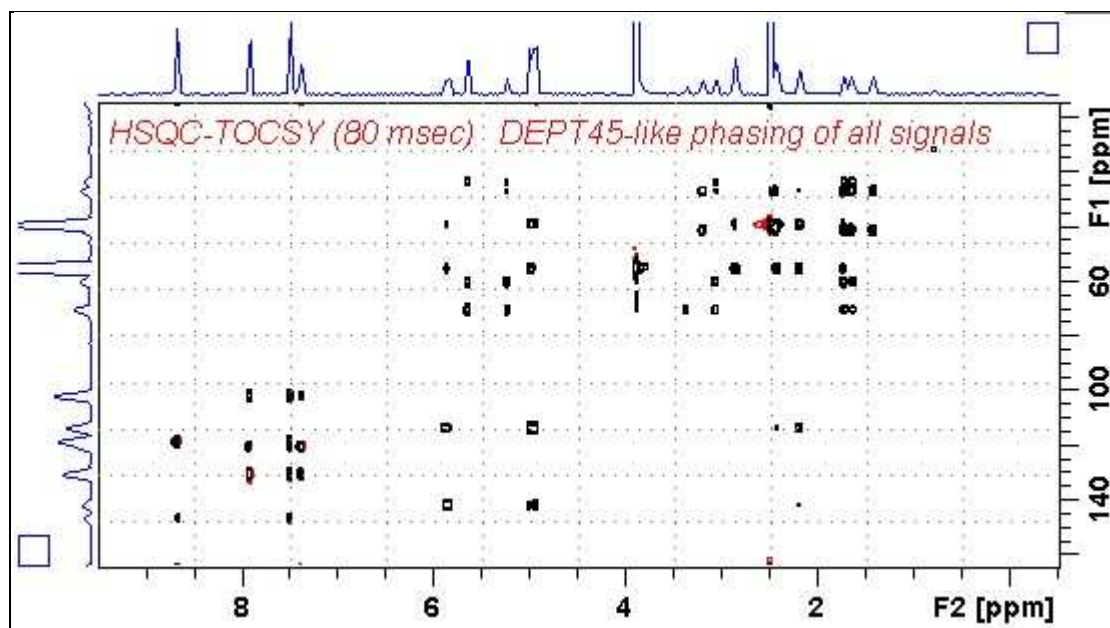 HSQC-TOCSY (80 msec) DEPT45-like phasing of all signals
F1 [ppm]
60
100
140
8 6 4 2 F2 [ppm]